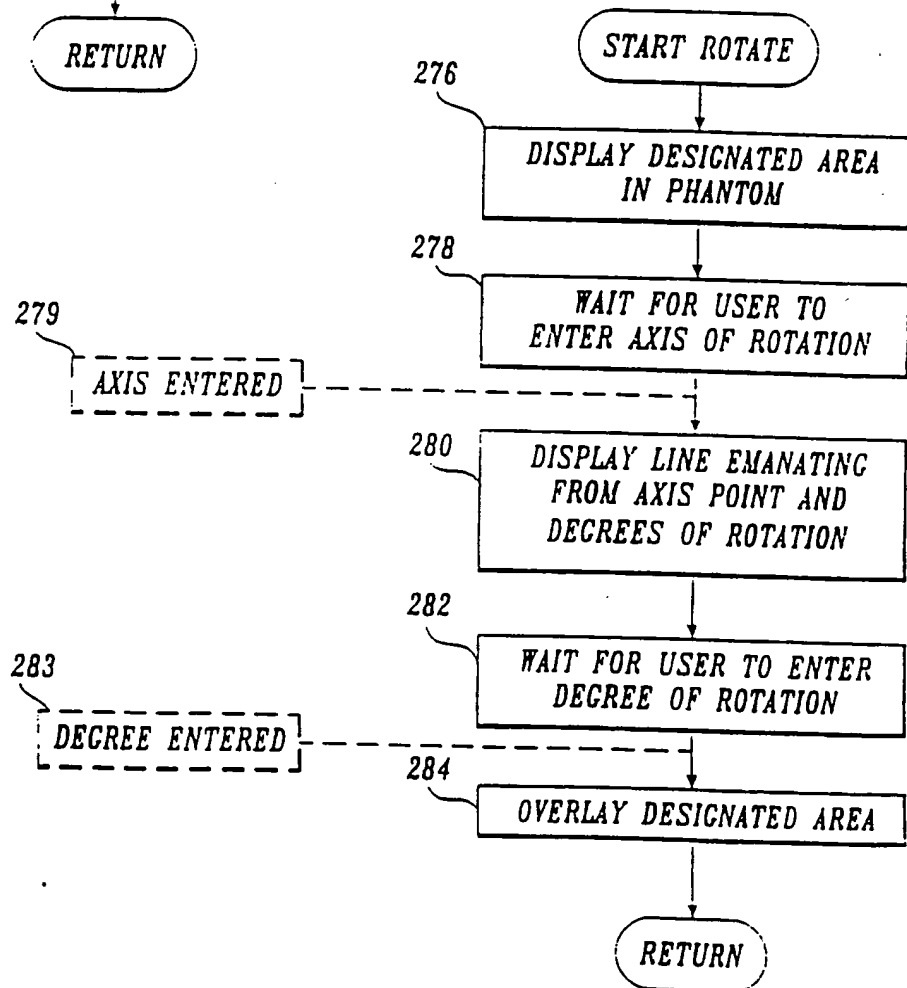 RETURN
START ROTATE
276
DISPLAY DESIGNATED AREA
IN PHANTOM
278
WAIT FOR USER TO
ENTER AXIS OF ROTATION
279
AXIS ENTERED
280
DISPLAY LINE EMANATING
FROM AXIS POINT AND
DEGREES OF ROTATION
282
WAIT FOR USER TO ENTER
DEGREE OF ROTATION
283
DEGREE ENTERED
284
OVERLAY DESIGNATED AREA
RETURN